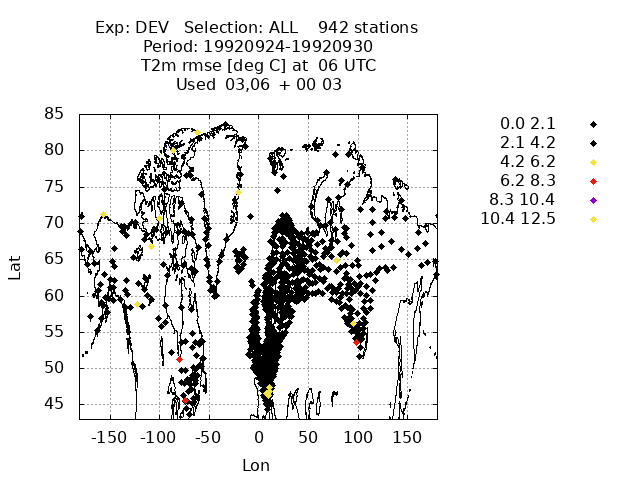 Exp: DEV   Selection: ALL    942 stations
Period: 19920924-19920930
T2m rmse [deg C] at  06 UTC
Used  03,06  + 00 03
0.0 2.1
2.1 4.2
4.2 6.2
6.2 8.3
8.3 10.4
10.4 12.5
85
80
75
70
65
60
55
50
45
Lat
-150 -100 -50 0 50 100 150
Lon